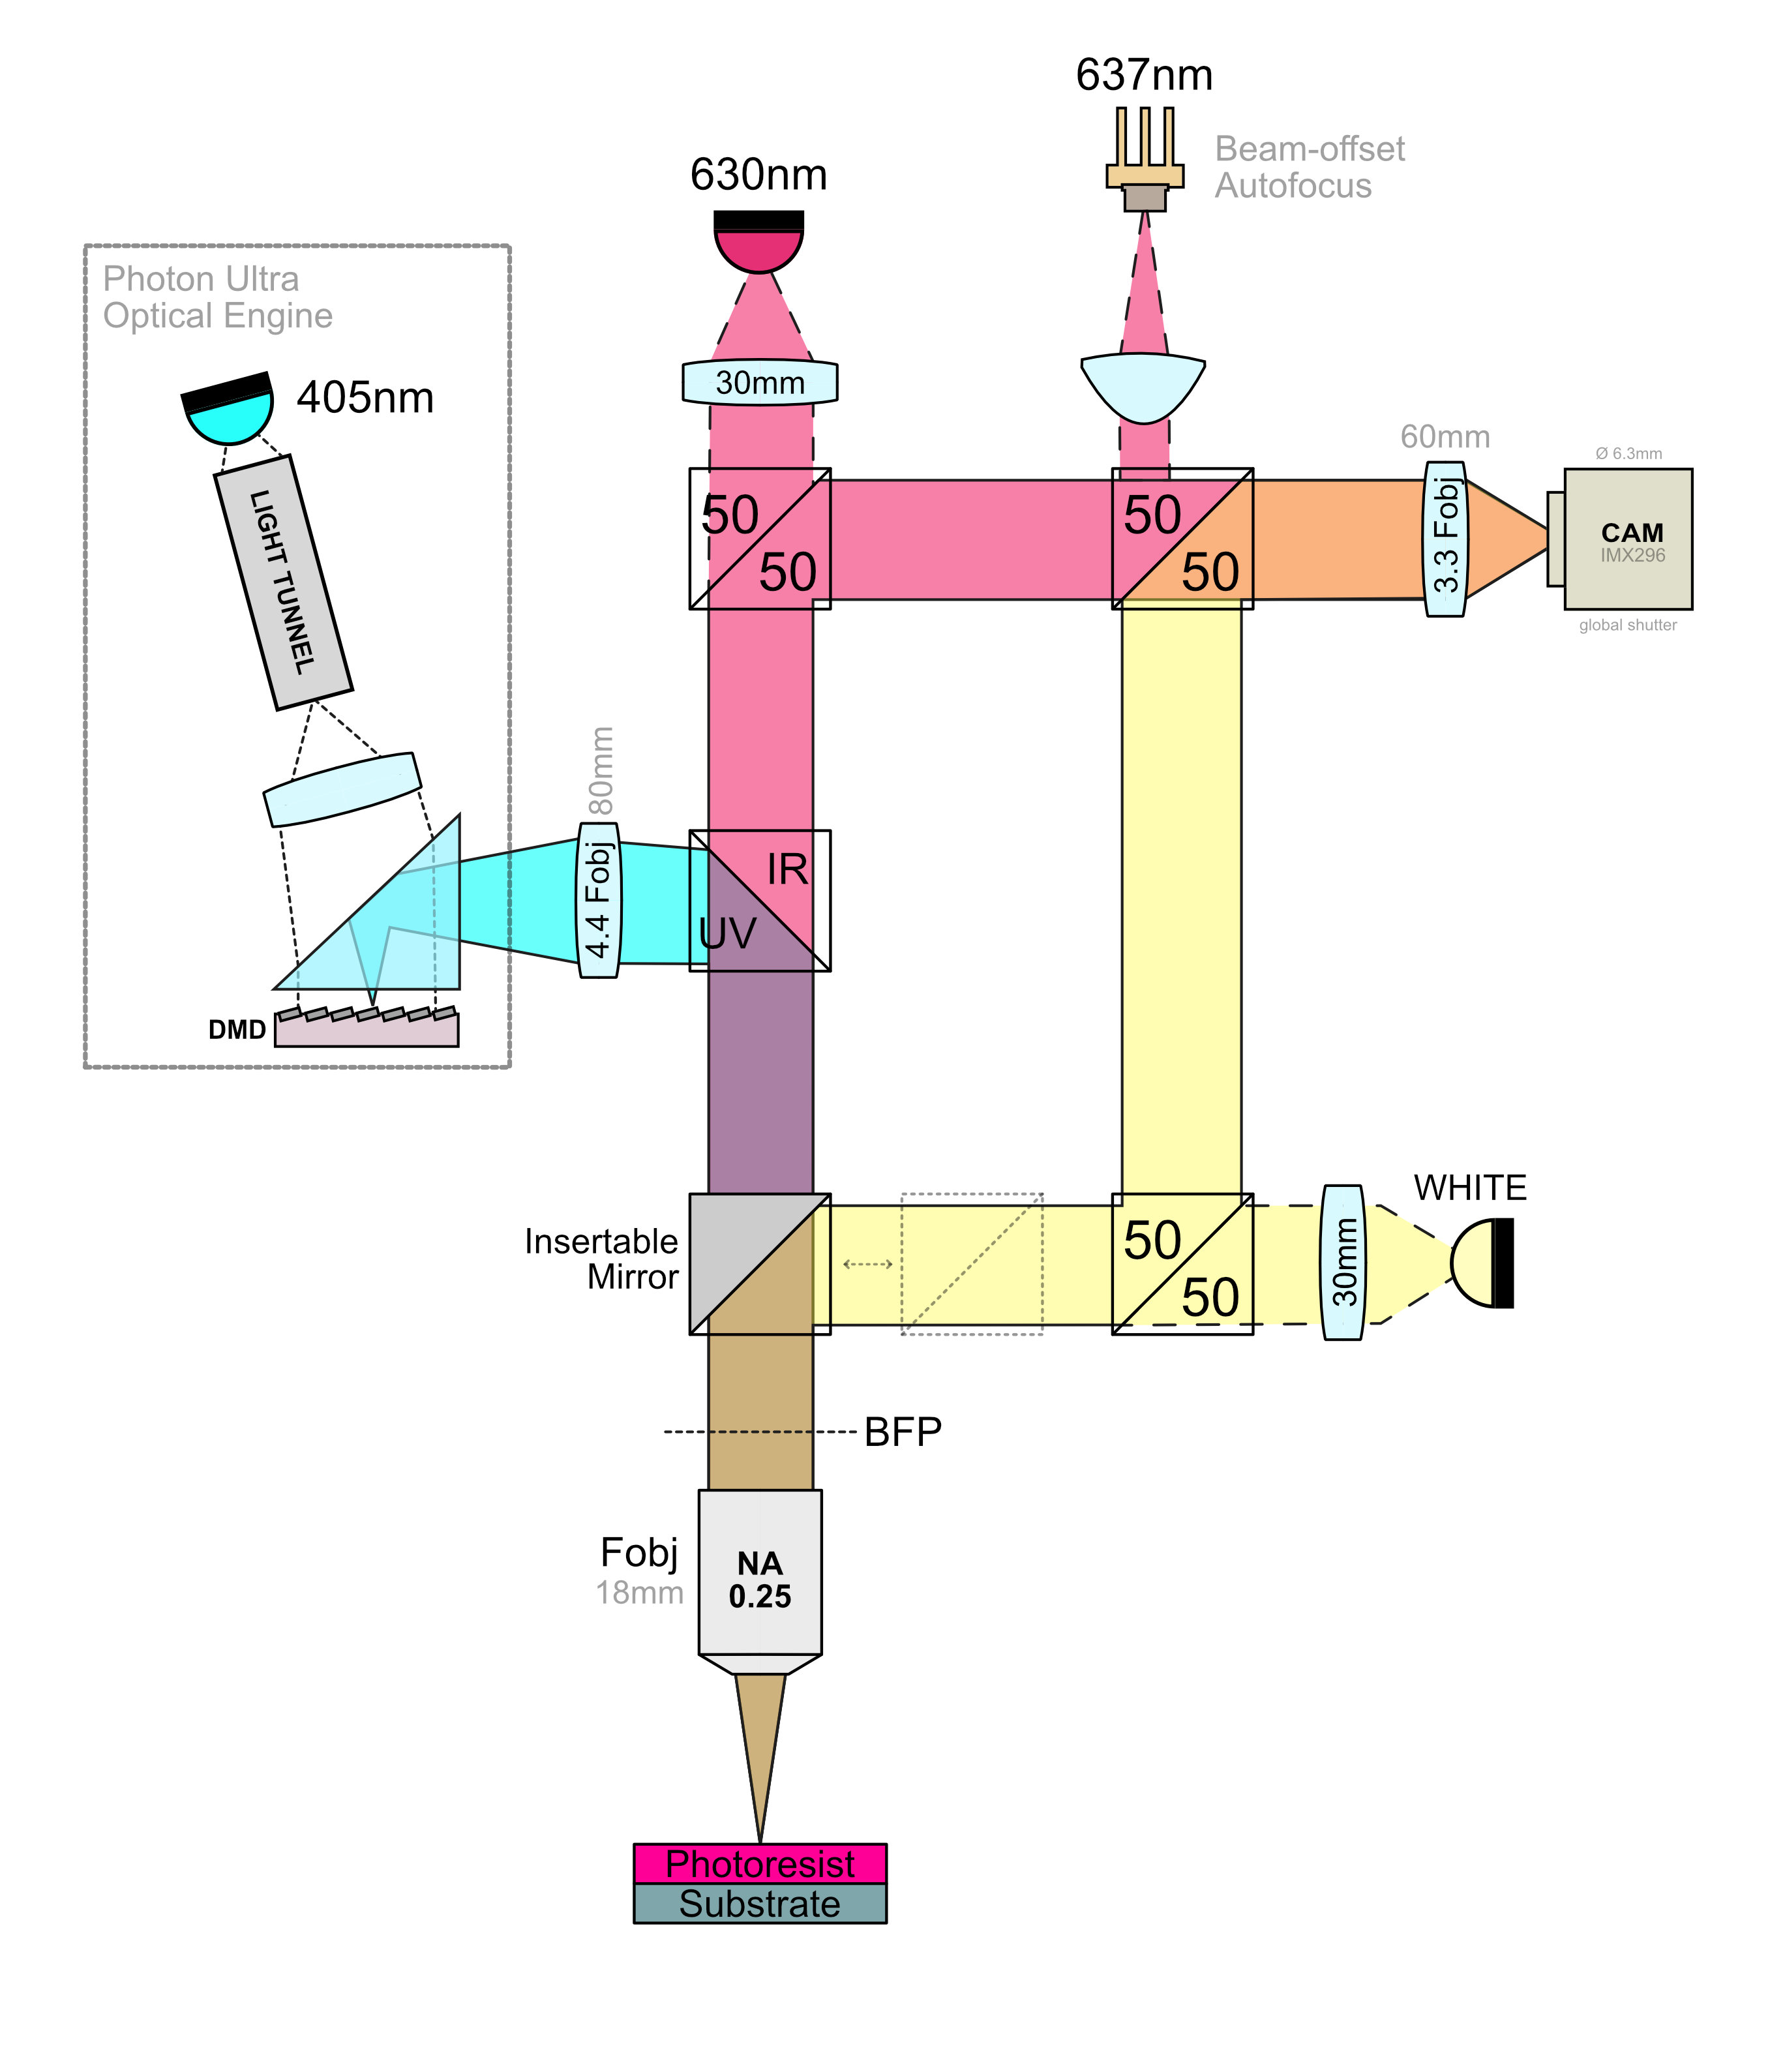 637nm
Beam-offset
Autofocus
630nm
Photon Ultra
Optical Engine
405nm
LIGHT TUNNEL
30mm
60mm
Ø 6.3mm
50
50
50
50
3.3 Fobj
CAM
IMX296
global shutter
80mm
4.4 Fobj
IR
UV
DMD
WHITE
Insertable
Mirror
50
50
30mm
BFP
Fobj
18mm
NA
0.25
Photoresist
Substrate